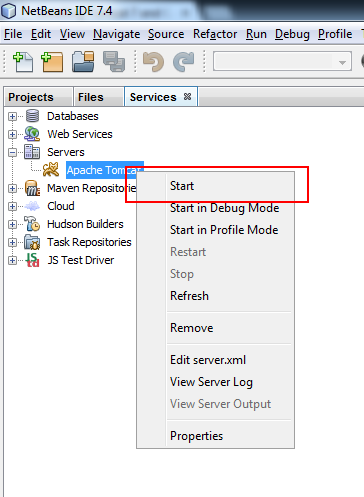 NetBeans IDE 7.4
File Edit View Navigate Source Refactor Run Debug Profile
Projects Files Services
Databases
Web Services
Servers
Apache Tomcat
Maven Repositorie
Cloud
Hudson Builders
Task Repositories
JS Test Driver
Start
Start in Debug Mode
Start in Profile Mode
Restart
Stop
Refresh
Remove
Edit server.xml
View Server Log
View Server Output
Properties